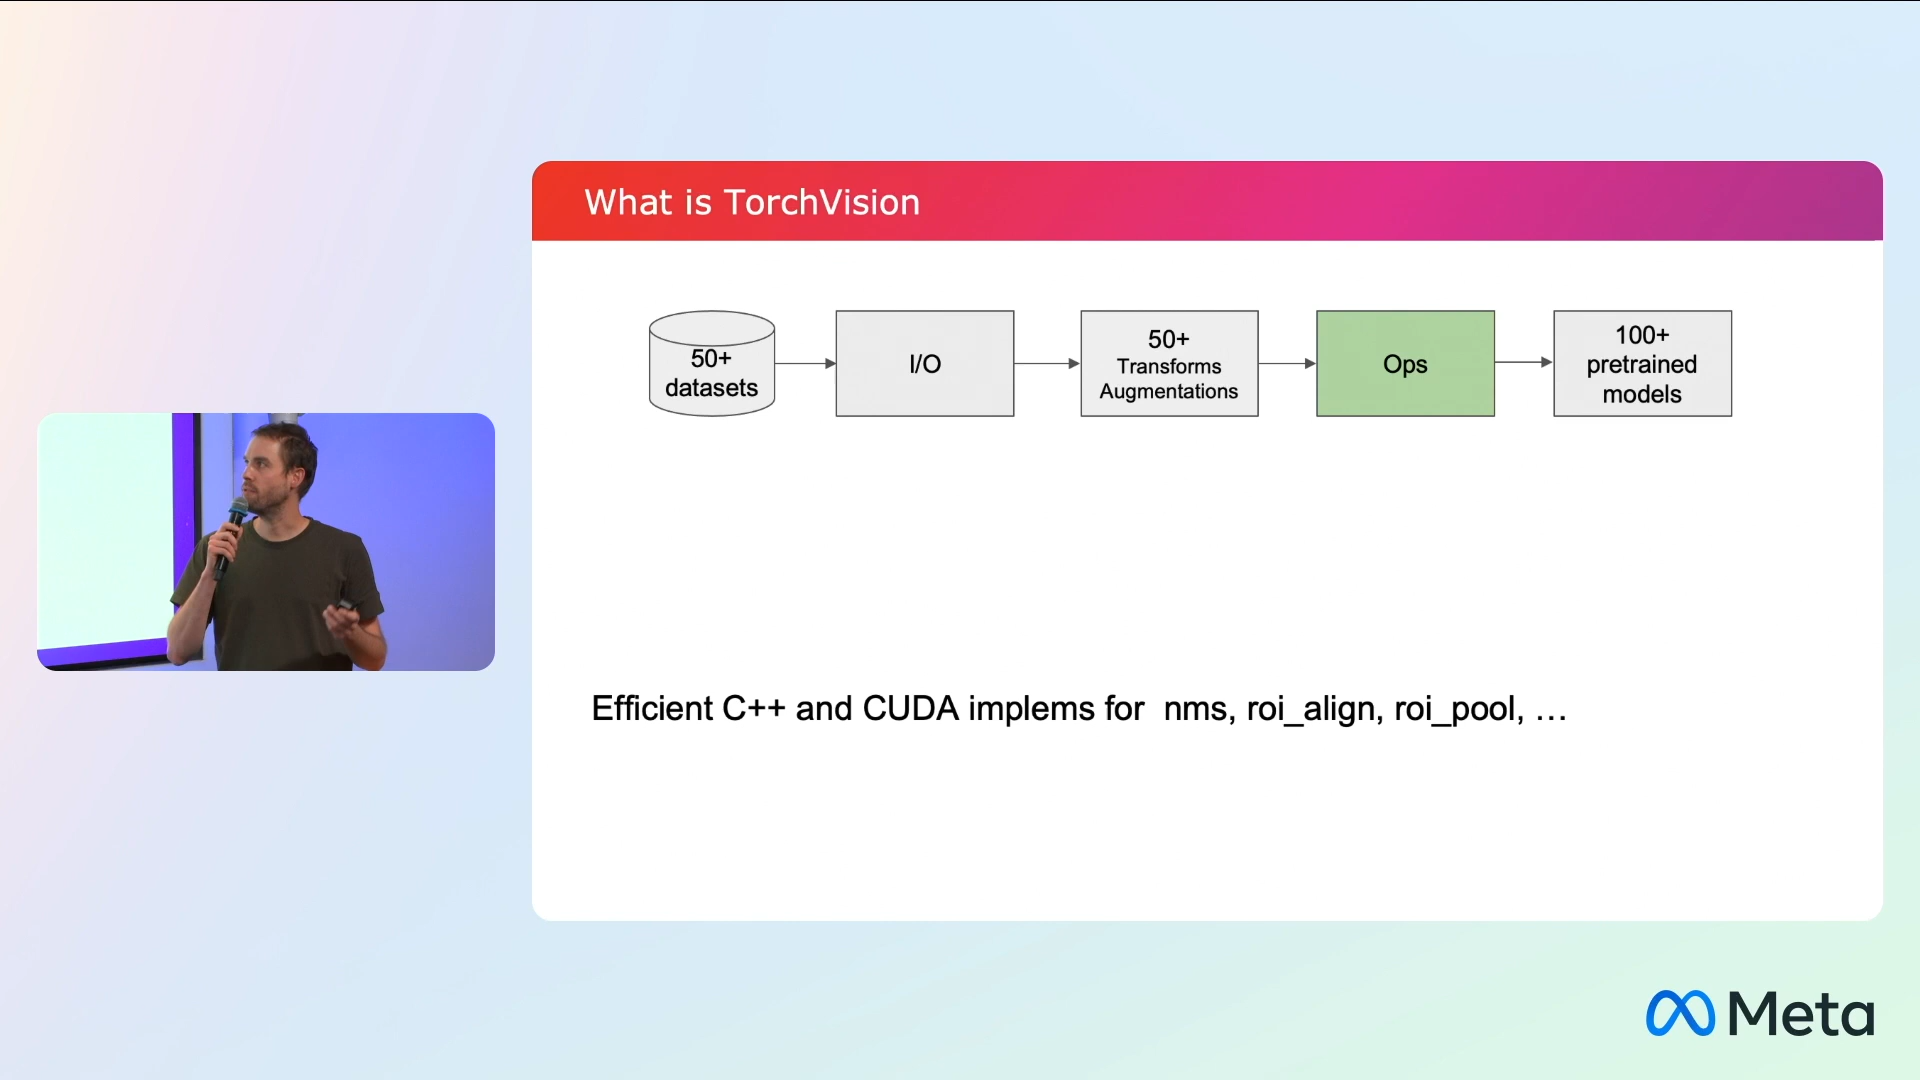 What is TorchVision
50+
datasets
I/O
50+
Transforms
Augmentations
Ops
100+
pretrained
models
Efficient C++ and CUDA implems for  nms, roi_align, roi_pool, …
Meta